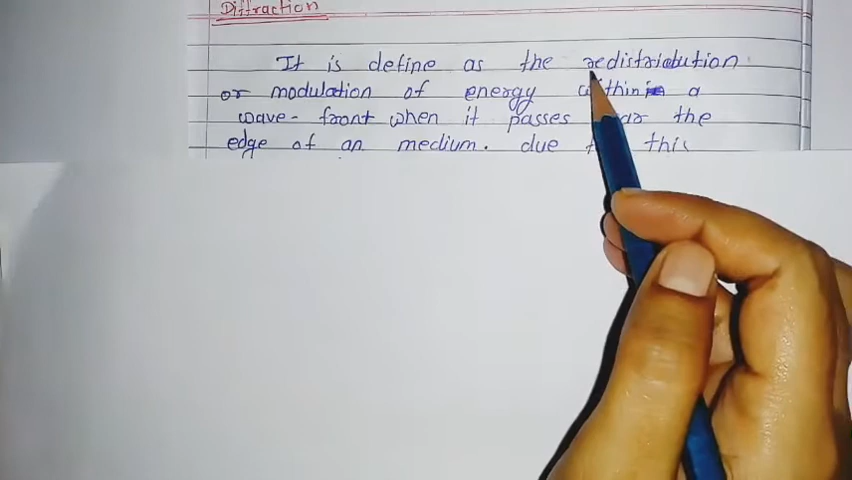 Diffraction
It is define as the redistribution
or modulation of energy within a
wave-front when it passes the
edge of an medium. due this